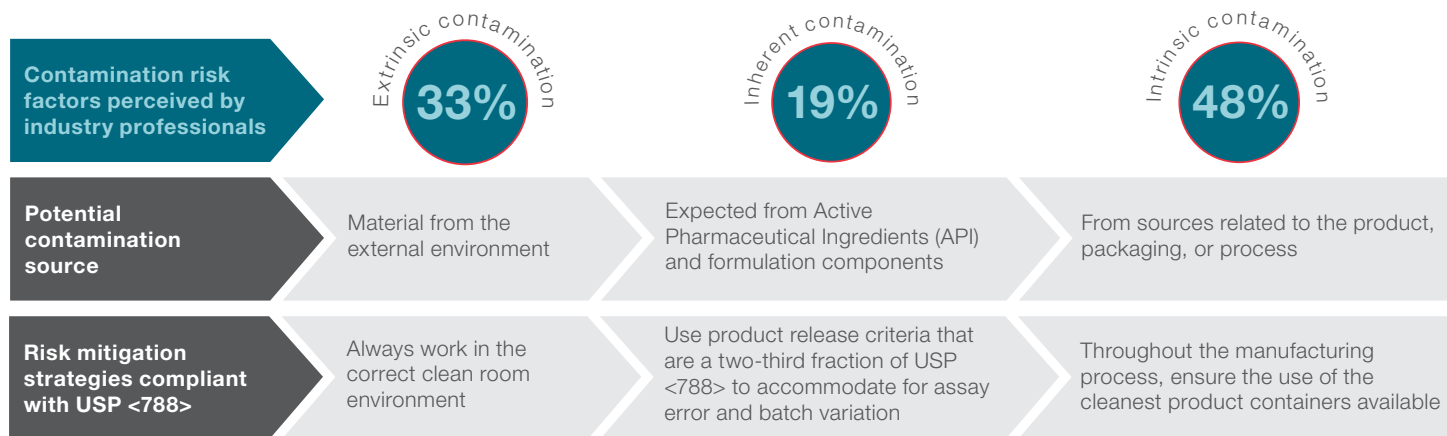 Contamination risk
factors perceived by
industry professionals
Extrinsic contamination
33%
Inherent contamination
19%
Intrinsic contamination
48%
Potential
contamination
source
Material from the
external environment
Expected from Active
Pharmaceutical Ingredients (API)
and formulation components
From sources related to the product,
packaging, or process
Risk mitigation
strategies compliant
with USP <788>
Always work in the
correct clean room
environment
Use product release criteria that
are a two-third fraction of USP
<788> to accommodate for assay
error and batch variation
Throughout the manufacturing
process, ensure the use of the
cleanest product containers available